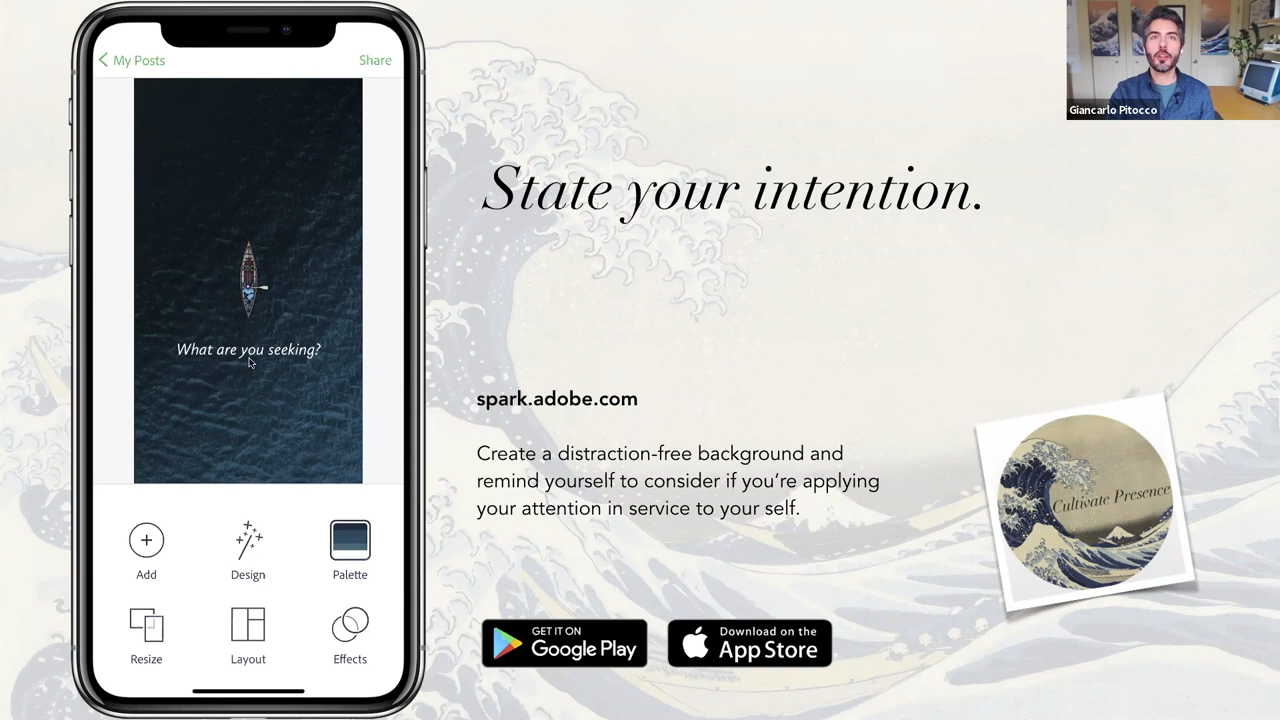 My Posts
Share
What are you seeking?
Add
Design
Palette
Resize
Layout
Effects
State your intention.
spark.adobe.com
Create a distraction-free background and
remind yourself to consider if you’re applying
your attention in service to your self.
GET IT ON
Google Play
Download on the
App Store
Cultivate Presence
Giancarlo Pitocco